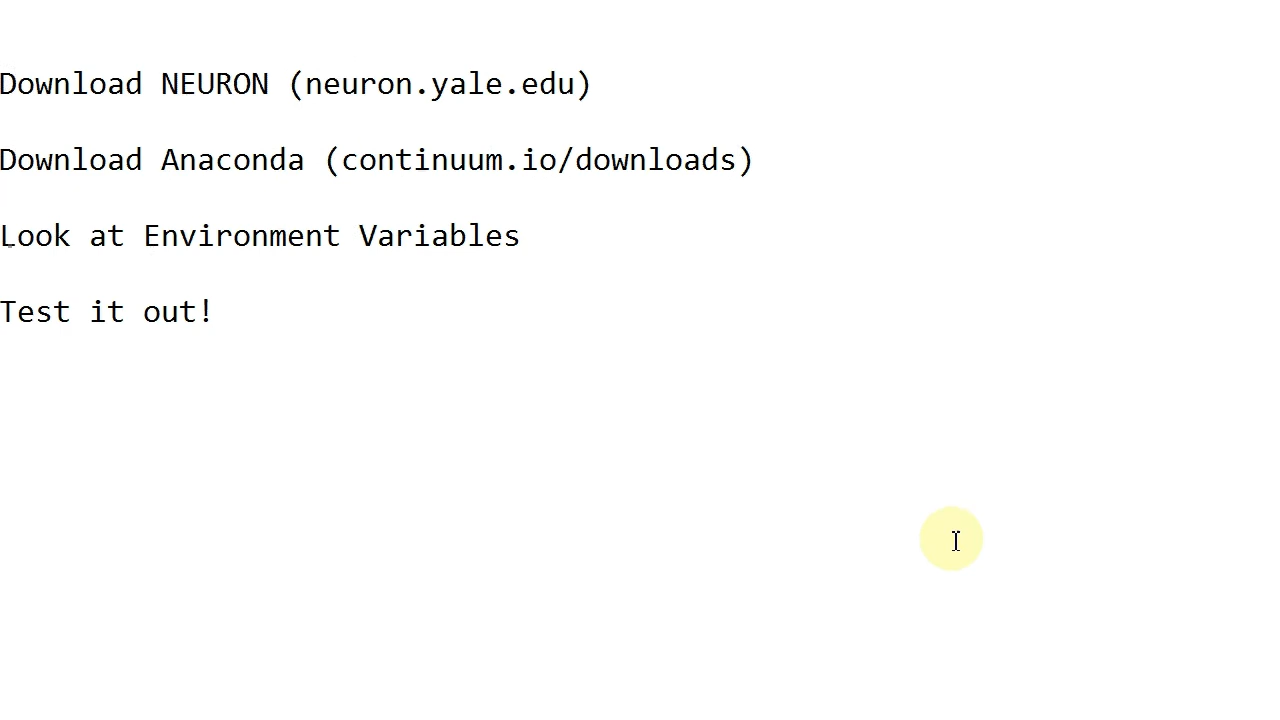 Download NEURON (neuron.yale.edu)
Download Anaconda (continuum.io/downloads)
Look at Environment Variables
Test it out!